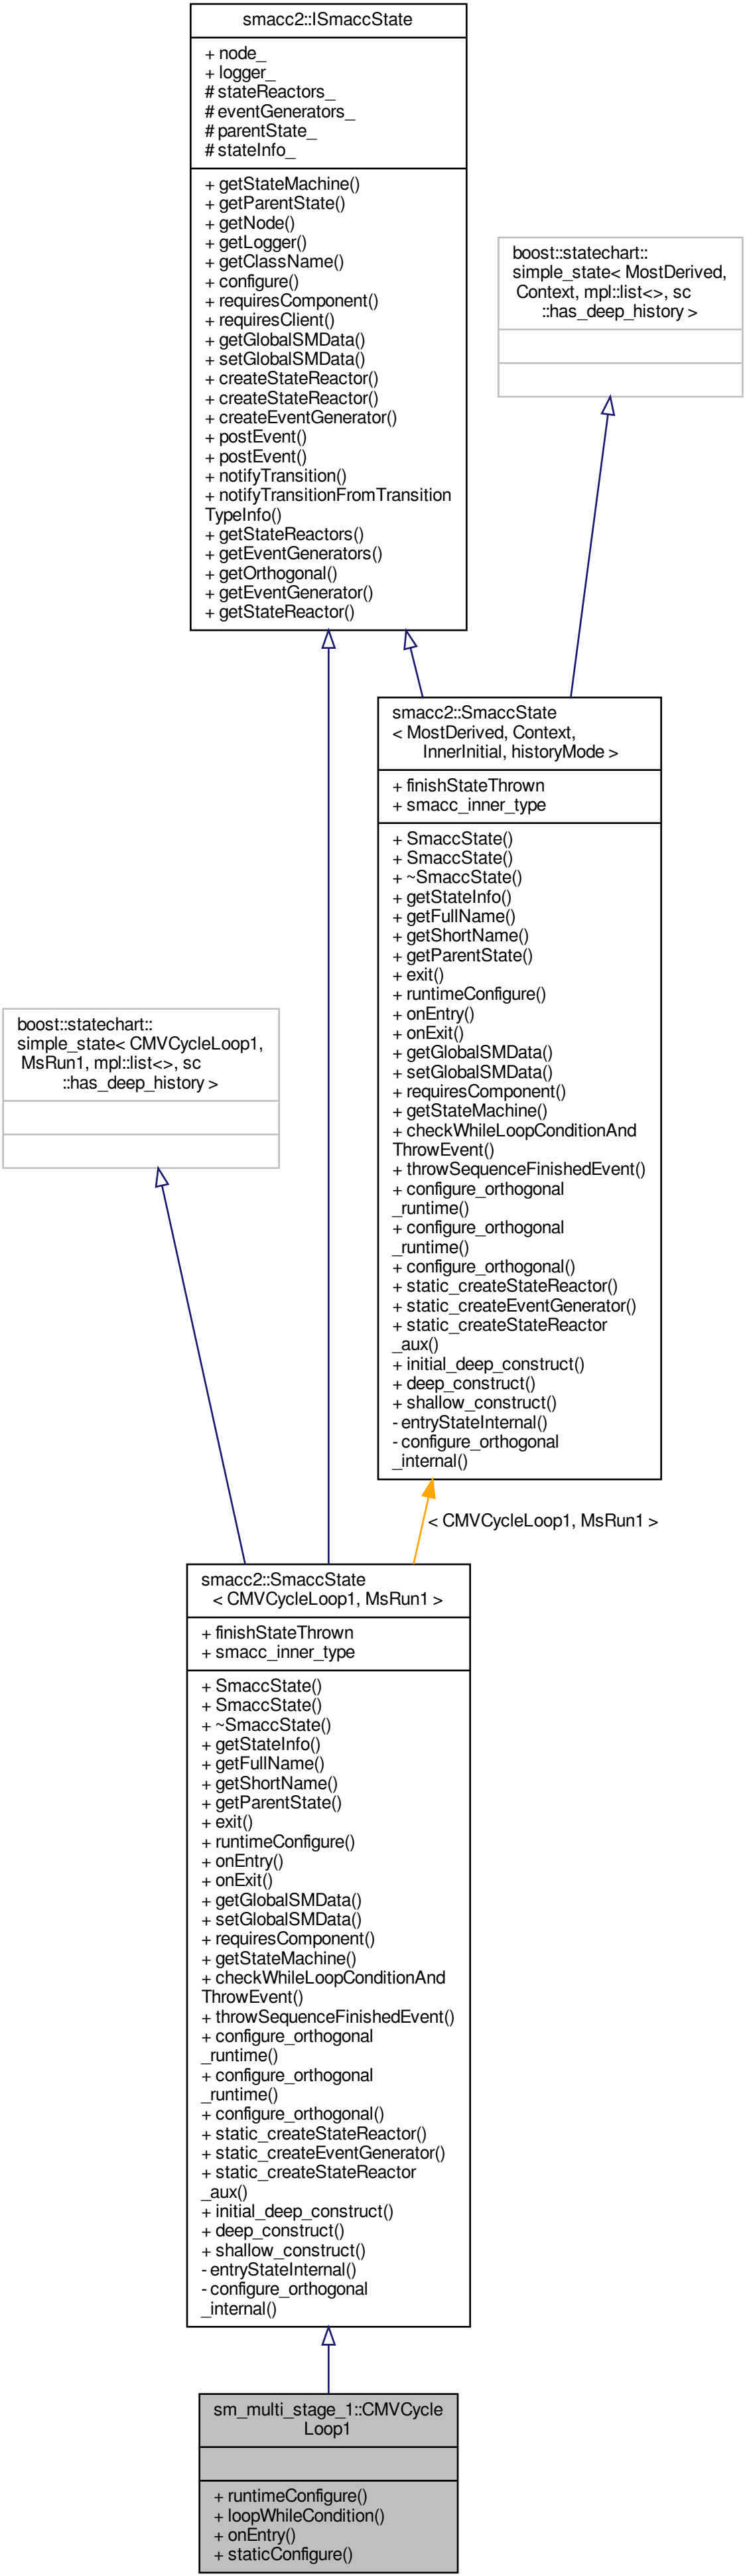 smacc2::ISmaccState
+ node_
+ logger_
# stateReactors_
# eventGenerators_
# parentState_
# stateInfo_
+ getStateMachine()
+ getParentState()
+ getNode()
+ getLogger()
+ getClassName()
+ configure()
+ requiresComponent()
+ requiresClient()
+ getGlobalSMData()
+ setGlobalSMData()
+ createStateReactor()
+ createStateReactor()
+ createEventGenerator()
+ postEvent()
+ postEvent()
+ notifyTransition()
+ notifyTransitionFromTransition
TypeInfo()
+ getStateReactors()
+ getEventGenerators()
+ getOrthogonal()
+ getEventGenerator()
+ getStateReactor()
boost::statechart::
simple_state< MostDerived,
Context, mpl::list<>, sc
::has_deep_history >
smacc2::SmaccState
< MostDerived, Context,
InnerInitial, historyMode >
+ finishStateThrown
+ smacc_inner_type
+ SmaccState()
+ SmaccState()
+ ~SmaccState()
+ getStateInfo()
+ getFullName()
+ getShortName()
+ getParentState()
+ exit()
+ runtimeConfigure()
+ onEntry()
+ onExit()
+ getGlobalSMData()
+ setGlobalSMData()
+ requiresComponent()
+ getStateMachine()
+ checkWhileLoopConditionAnd
ThrowEvent()
+ throwSequenceFinishedEvent()
+ configure_orthogonal
_runtime()
+ configure_orthogonal
_runtime()
+ configure_orthogonal()
+ static_createStateReactor()
+ static_createEventGenerator()
+ static_createStateReactor
_aux()
+ initial_deep_construct()
+ deep_construct()
+ shallow_construct()
- entryStateInternal()
- configure_orthogonal
_internal()
boost::statechart::
simple_state< CMVCycleLoop1,
MsRun1, mpl::list<>, sc
::has_deep_history >
< CMVCycleLoop1, MsRun1 >
smacc2::SmaccState
< CMVCycleLoop1, MsRun1 >
+ finishStateThrown
+ smacc_inner_type
+ SmaccState()
+ SmaccState()
+ ~SmaccState()
+ getStateInfo()
+ getFullName()
+ getShortName()
+ getParentState()
+ exit()
+ runtimeConfigure()
+ onEntry()
+ onExit()
+ getGlobalSMData()
+ setGlobalSMData()
+ requiresComponent()
+ getStateMachine()
+ checkWhileLoopConditionAnd
ThrowEvent()
+ throwSequenceFinishedEvent()
+ configure_orthogonal
_runtime()
+ configure_orthogonal
_runtime()
+ configure_orthogonal()
+ static_createStateReactor()
+ static_createEventGenerator()
+ static_createStateReactor
_aux()
+ initial_deep_construct()
+ deep_construct()
+ shallow_construct()
- entryStateInternal()
- configure_orthogonal
_internal()
sm_multi_stage_1::CMVCycle
Loop1
+ runtimeConfigure()
+ loopWhileCondition()
+ onEntry()
+ staticConfigure()